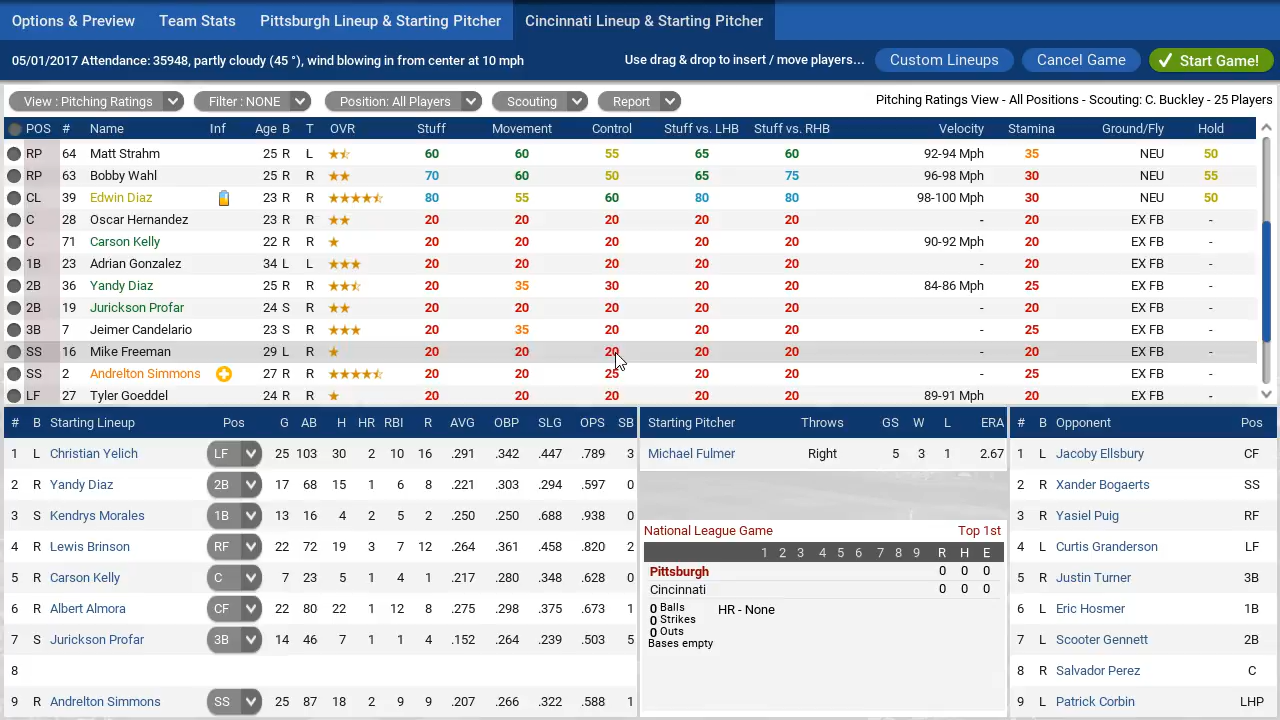 Options & Preview Team Stats Pittsburgh Lineup & Starting Pitcher Cincinnati Lineup & Starting Pitcher
05/01/2017 Attendance: 35948, partly cloudy (45 °), wind blowing in from center at 10 mph Use drag & drop to insert / move players... Custom Lineups Cancel Game Start Game!
View : Pitching Ratings Filter : NONE Position: All Players Scouting Report Pitching Ratings View - All Positions - Scouting: C. Buckley - 25 Players
POS # Name Inf Age B T OVR Stuff Movement Control Stuff vs. LHB Stuff vs. RHB Velocity Stamina Ground/Fly Hold
RP 64 Matt Strahm 25 R L 60 60 55 65 60 92-94 Mph 35 NEU 50
RP 63 Bobby Wahl 25 R R 70 60 50 65 75 96-98 Mph 30 NEU 55
CL 39 Edwin Diaz 23 R R 80 55 60 80 80 98-100 Mph 30 NEU 50
C 28 Oscar Hernandez 23 R R 20 20 20 20 20 - 20 EX FB -
C 71 Carson Kelly 22 R R 20 20 20 20 20 90-92 Mph 20 EX FB -
1B 23 Adrian Gonzalez 34 L L 20 20 20 20 20 - 20 EX FB -
2B 36 Yandy Diaz 25 R R 20 35 30 20 20 84-86 Mph 25 EX FB -
2B 19 Jurickson Profar 24 S R 20 20 20 20 20 - 20 EX FB -
3B 7 Jeimer Candelario 23 S R 20 35 20 20 20 - 25 EX FB -
SS 16 Mike Freeman 29 L R 20 20 20 20 20 - 20 EX FB -
SS 2 Andrelton Simmons 27 R R 20 20 25 20 20 - 25 EX FB -
LF 27 Tyler Goeddel 24 R R 20 20 20 20 20 89-91 Mph 20 EX FB -
# B Starting Lineup Pos G AB H HR RBI R AVG OBP SLG OPS SB
1 L Christian Yelich LF 25 103 30 2 10 16 .291 .342 .447 .789 3
2 R Yandy Diaz 2B 17 68 15 1 6 8 .221 .303 .294 .597 0
3 S Kendrys Morales 1B 13 16 4 2 5 2 .250 .250 .688 .938 0
4 R Lewis Brinson RF 22 72 19 3 7 12 .264 .361 .458 .820 2
5 R Carson Kelly C 7 23 5 1 4 1 .217 .280 .348 .628 0
6 R Albert Almora CF 22 80 22 1 12 8 .275 .298 .375 .673 1
7 S Jurickson Profar 3B 14 46 7 1 1 4 .152 .264 .239 .503 5
8
9 R Andrelton Simmons SS 25 87 18 2 9 9 .207 .266 .322 .588 1
Starting Pitcher Throws GS W L ERA
Michael Fulmer Right 5 3 1 2.67
National League Game Top 1st
1 2 3 4 5 6 7 8 9 R H E
Pittsburgh 0 0 0
Cincinnati 0 0 0
0 Balls HR - None
0 Strikes
0 Outs
Bases empty
# B Opponent Pos
1 L Jacoby Ellsbury CF
2 R Xander Bogaerts SS
3 R Yasiel Puig RF
4 L Curtis Granderson LF
5 R Justin Turner 3B
6 L Eric Hosmer 1B
7 L Scooter Gennett 2B
8 R Salvador Perez C
9 L Patrick Corbin LHP